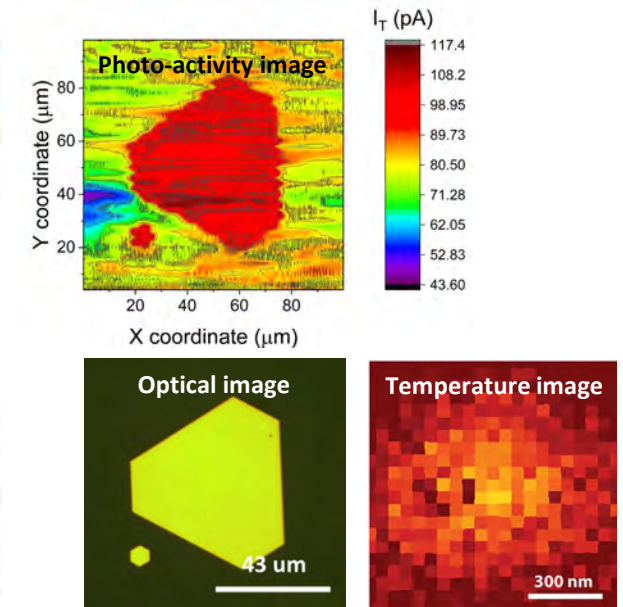 I_T (pA)
Photo-activity image
Y coordinate (μm)
80
60
40
20
20 40 60 80
X coordinate (μm)
117.4
108.2
98.95
89.73
80.50
71.28
62.05
52.83
43.60
Optical image
43 um
Temperature image
300 nm